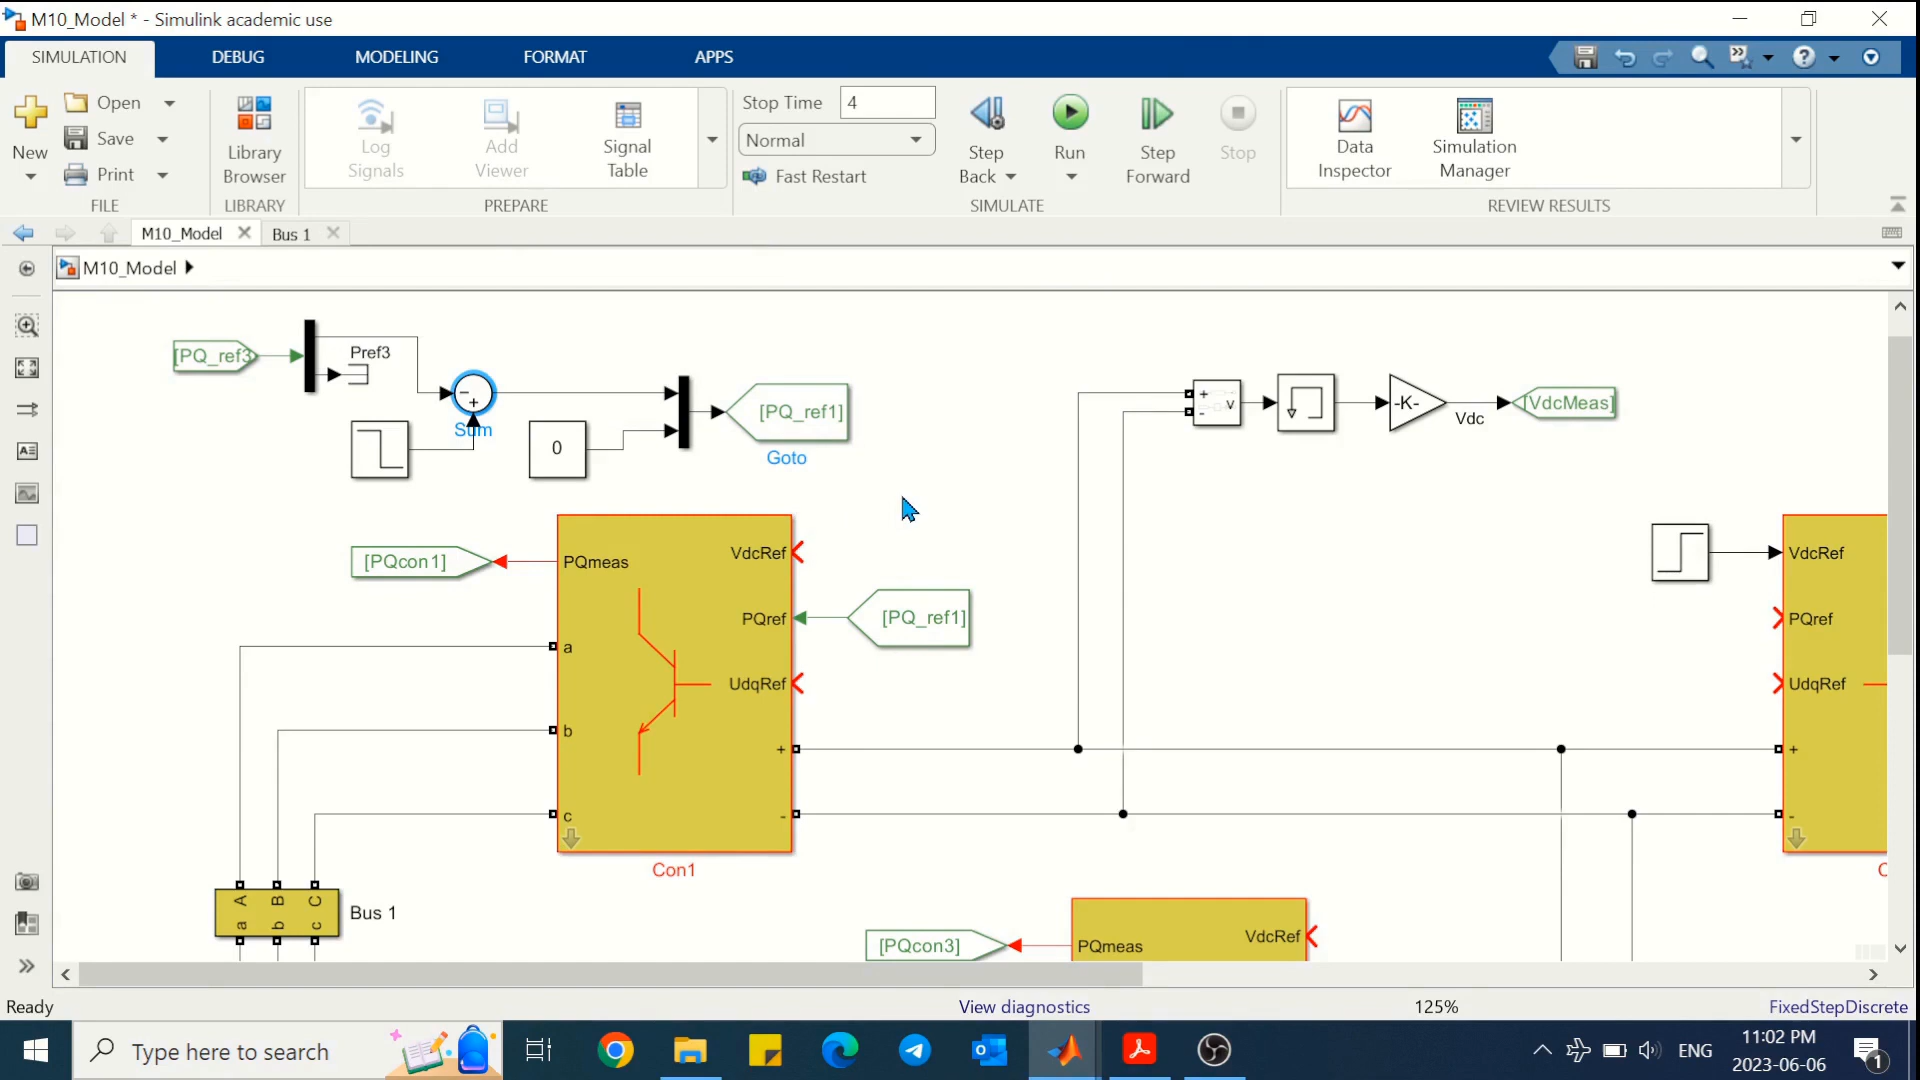 M10_Model * - Simulink academic use
SIMULATION
DEBUG
MODELING
FORMAT
APPS
New
Open
Save
Print
FILE
Library
Browser
LIBRARY
Log
Signals
Add
Viewer
Signal
Table
PREPARE
Stop Time
4
Normal
Fast Restart
Step
Back
Run
Step
Forward
Stop
SIMULATE
Data
Inspector
Simulation
Manager
REVIEW RESULTS
M10_Model
Bus 1
M10_Model
[PQ_ref3
Pref3
Sum
0
[PQ_ref1]
Goto
+
-
v
-K-
Vdc
[VdcMeas]
[PQcon1]
PQmeas
VdcRef
PQref
UdqRef
a
b
c
+
-
[PQ_ref1]
Con1
VdcRef
PQref
UdqRef
+
-
C
A B C
a b c
Bus 1
[PQcon3]
PQmeas
VdcRef
Ready
View diagnostics
125%
FixedStepDiscrete
Type here to search
ENG
11:02 PM
2023-06-06
1